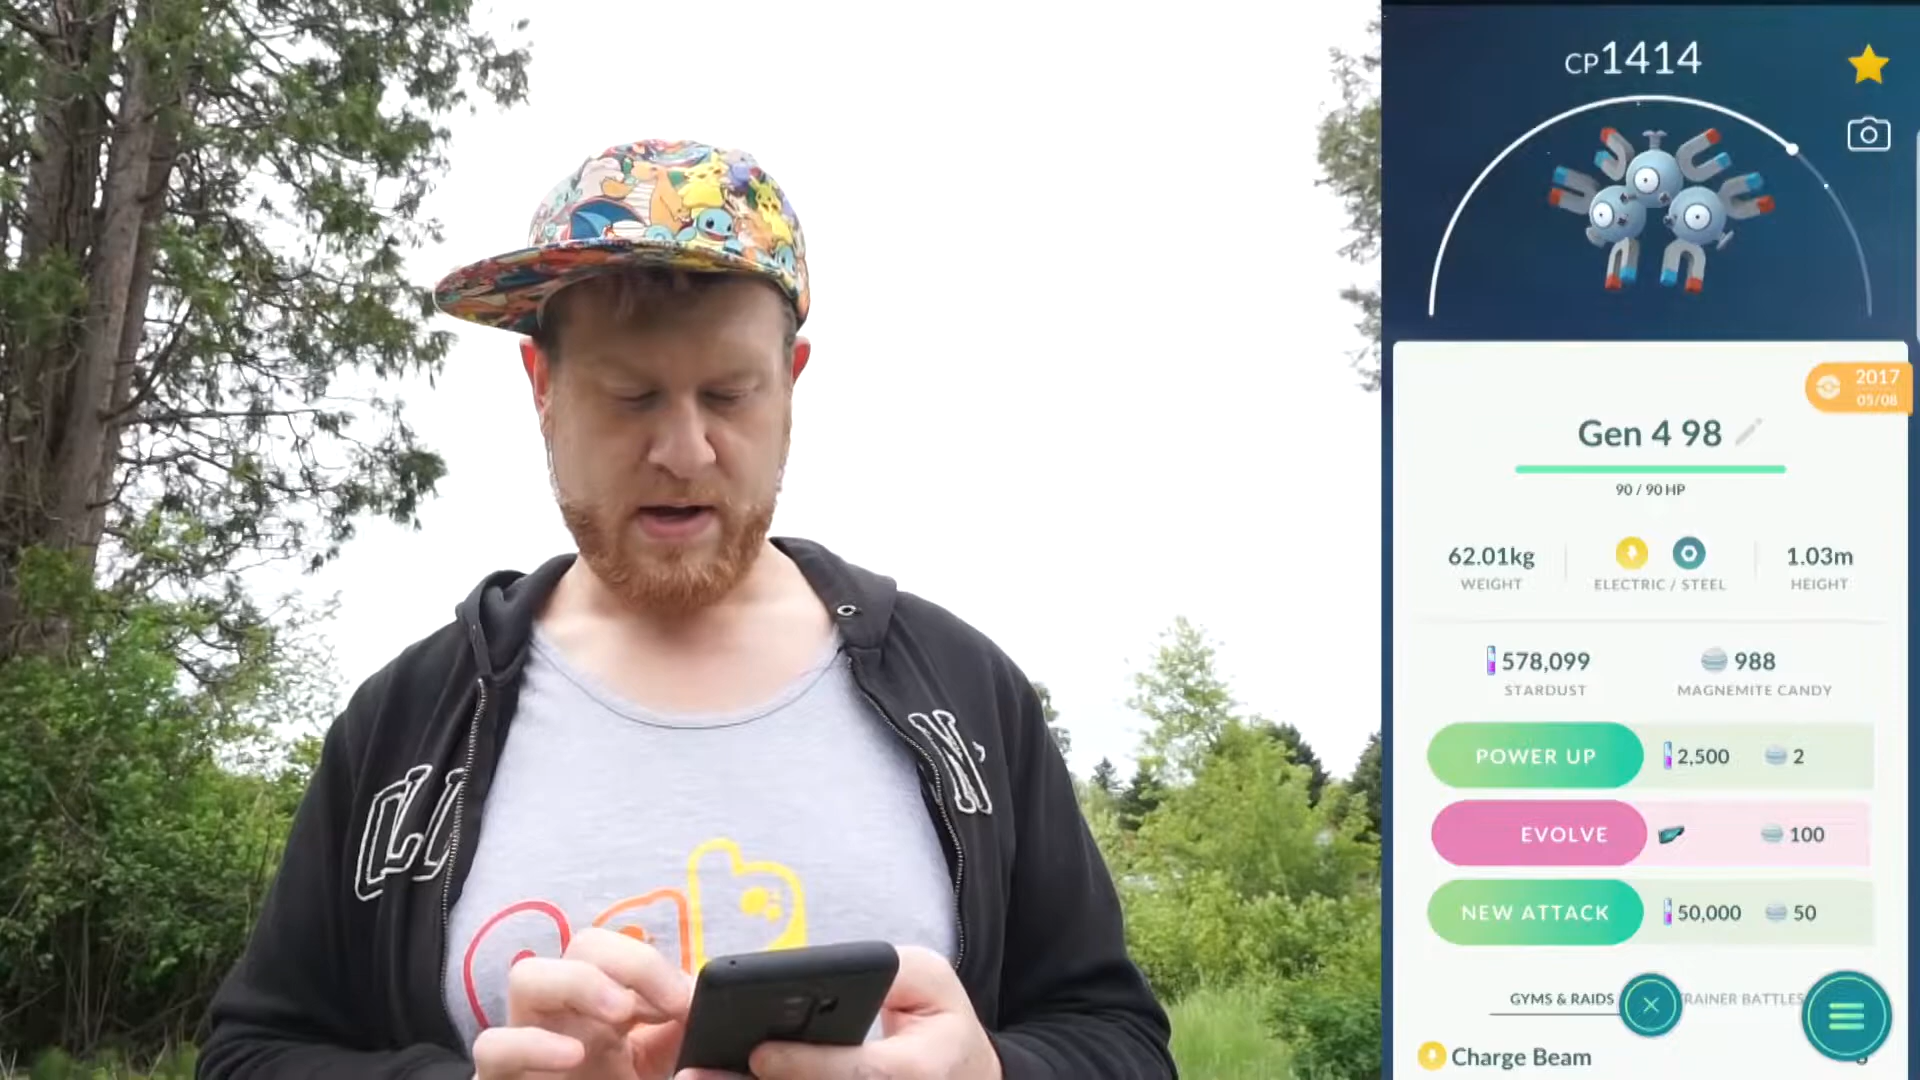 CP1414
2017
05/08
Gen 4 98
90 / 90 HP
62.01kg
WEIGHT
ELECTRIC / STEEL
1.03m
HEIGHT
578,099
STARDUST
988
MAGNEMITE CANDY
POWER UP 2,500 2
EVOLVE 100
NEW ATTACK 50,000 50
GYMS & RAIDS
TRAINER BATTLES
Charge Beam